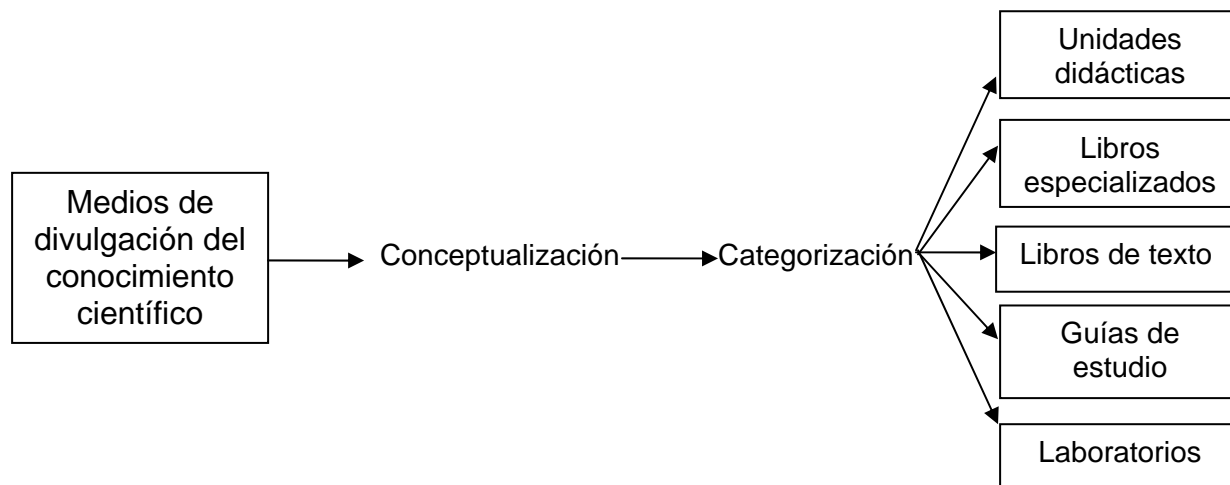 Medios de
divulgación del
conocimiento
científico
Conceptualización
Categorización
Unidades
didácticas
Libros
especializados
Libros de texto
Guías de
estudio
Laboratorios